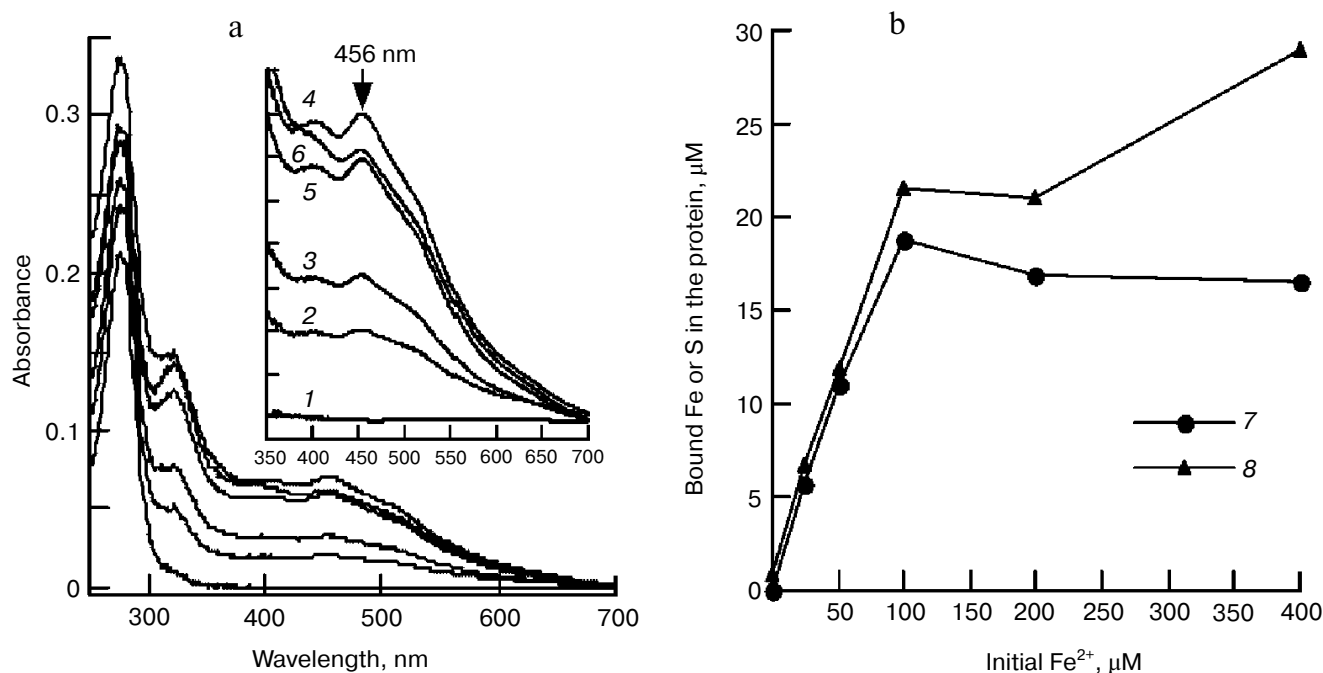 a
456 nm
4
6
5
3
2
1
350 400 450 500 550 600 650 700
0.3
0.2
0.1
0
300 400 500 600 700
Absorbance
Wavelength, nm
b
30
25
20
15
10
5
0
50 100 150 200 250 300 350 400
7
8
Bound Fe or S in the protein, μM
Initial Fe²⁺, μM